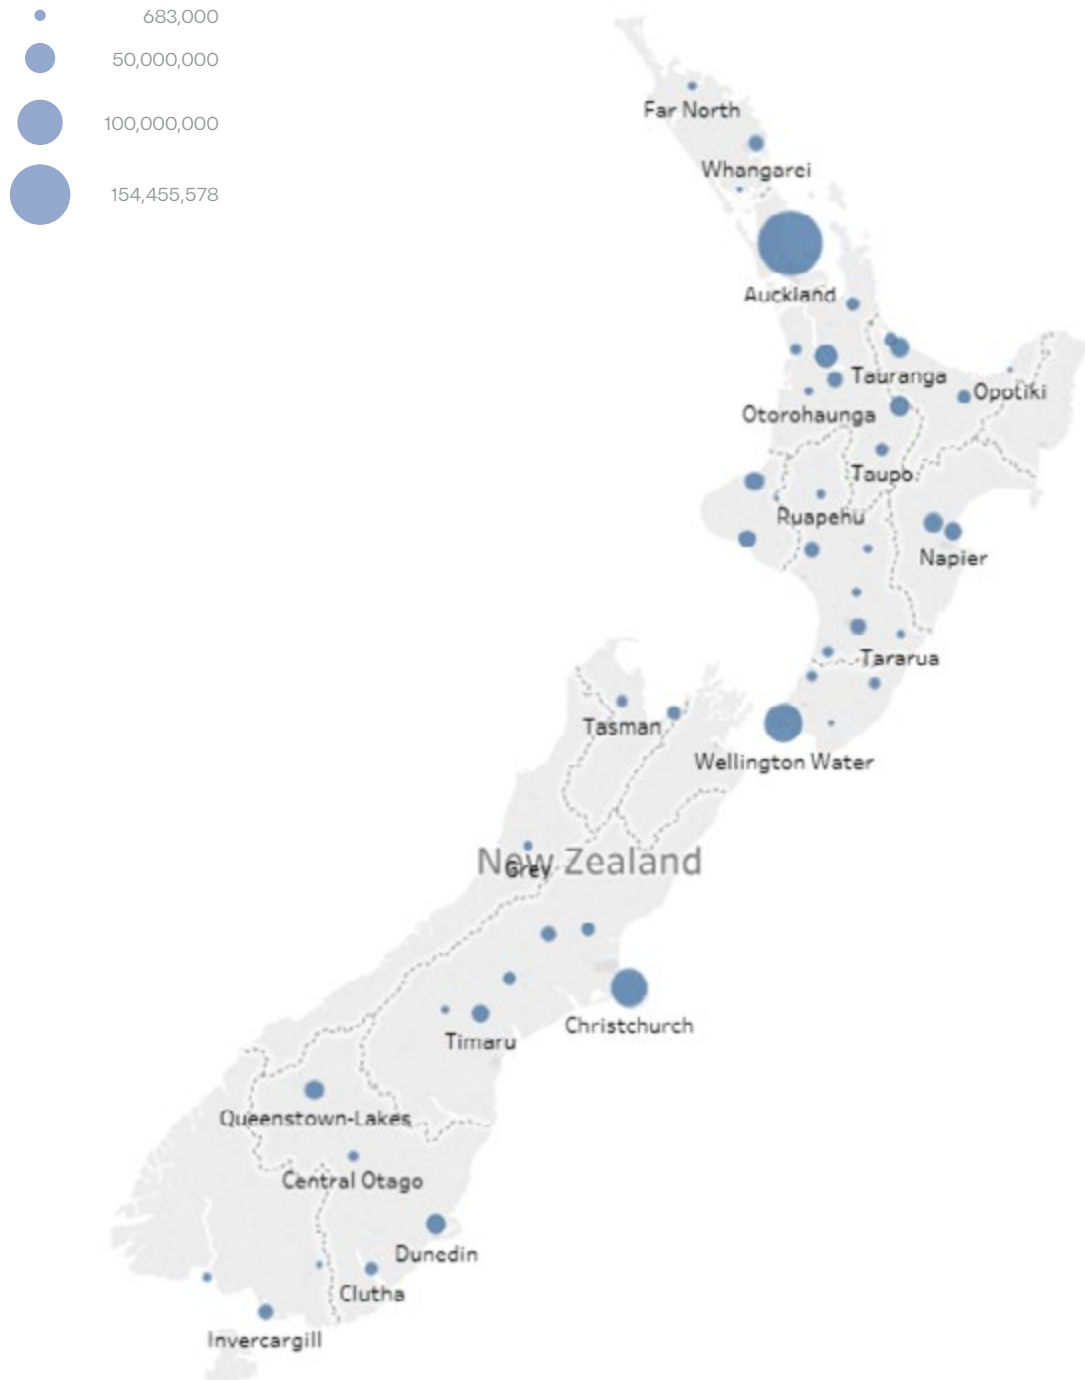 683,000
50,000,000
100,000,000
154,455,578
Far North
Whangarei
Auckland
Tauranga
Opotiki
Otorohaunga
Taupo
Ruapehu
Napier
Tararua
Tasman
Wellington Water
New Zealand
Grey
Christchurch
Timaru
Queenstown-Lakes
Central Otago
Dunedin
Clutha
Invercargill